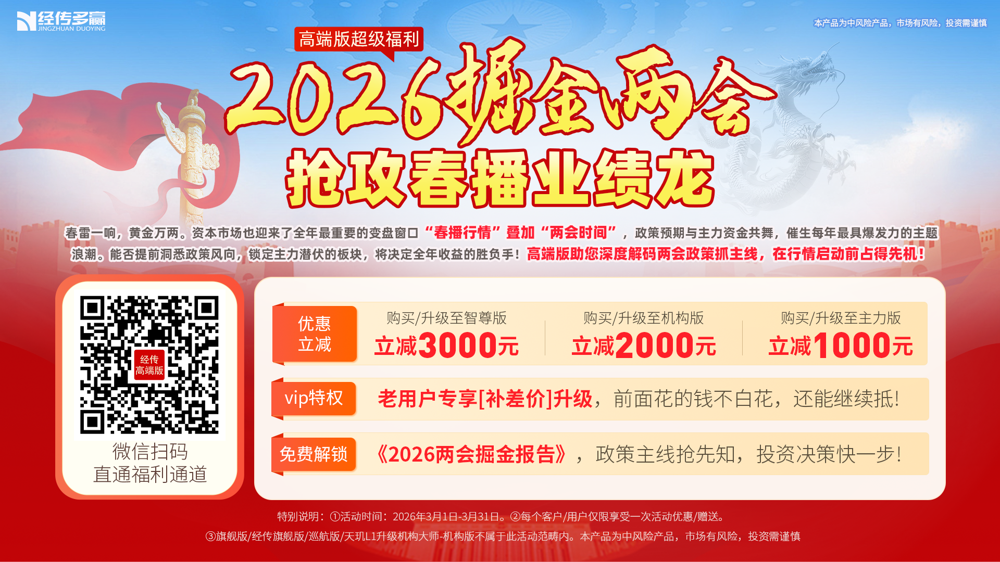 经传多赢
JINGZHUAN DUOYING
本产品为中风险产品，市场有风险，投资需谨慎
高端版超级福利
2026掘金两会
抢攻春播业绩龙
春雷一响，黄金万两。资本市场也迎来了全年最重要的变盘窗口“春播行情”叠加“两会时间”，政策预期与主力资金共舞，催生每年最具爆发力的主题
浪潮。能否提前洞悉政策风向，锁定主力潜伏的板块，将决定全年收益的胜负手！高端版助您深度解码两会政策抓主线，在行情启动前占得先机！
经传
高端版
微信扫码
直通福利通道
优惠
立减
购买/升级至智尊版
立减3000元
购买/升级至机构版
立减2000元
购买/升级至主力版
立减1000元
vip特权
老用户专享[补差价]升级，前面花的钱不白花，还能继续抵！
免费解锁
《2026两会掘金报告》，政策主线抢先知，投资决策快一步！
特别说明：①活动时间：2026年3月1日-3月31日。②每个客户/用户仅限享受一次活动优惠/赠送。
③旗舰版/经传旗舰版/巡航版/天玑L1升级机构大师-机构版不属于此活动范畴内。本产品为中风险产品，市场有风险，投资需谨慎